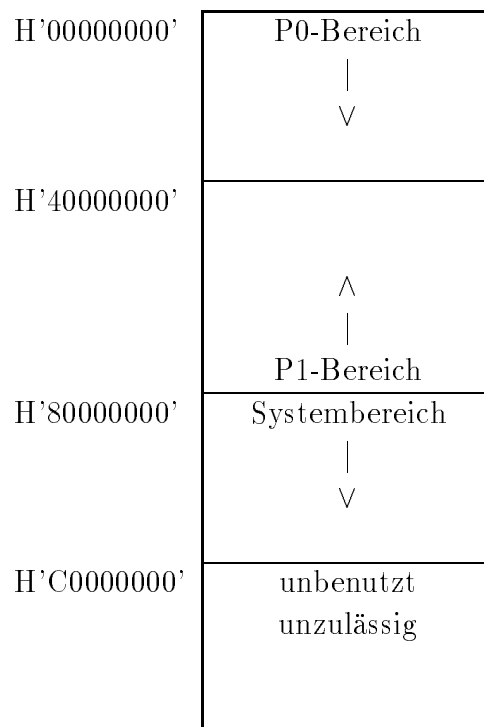 H'00000000' P0-Bereich
|
∨
H'40000000'
∧
|
P1-Bereich
H'80000000' Systembereich
|
∨
H'C0000000' unbenutzt
unzulässig